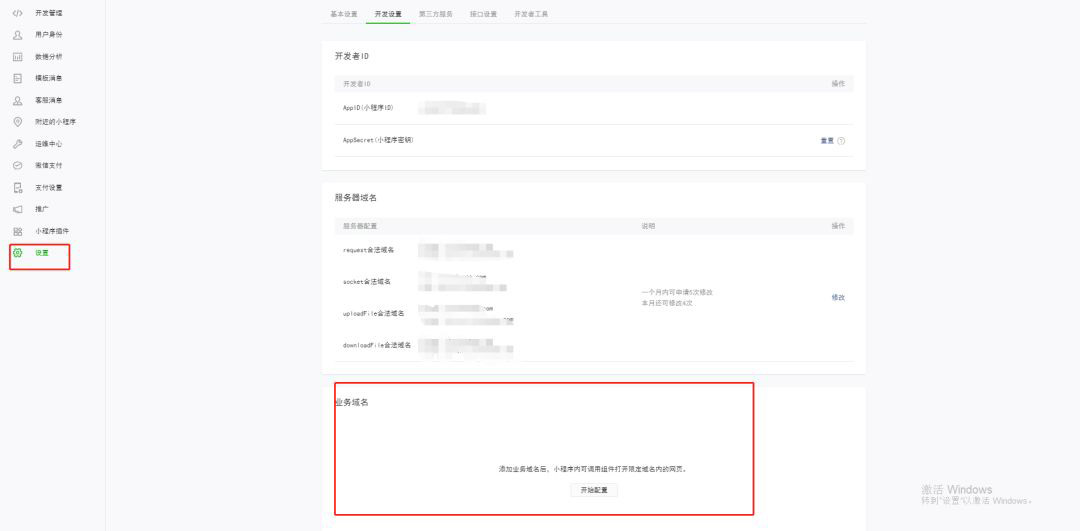 开发管理
用户身份
数据分析
模板消息
客服消息
附近的小程序
运维中心
微信支付
支付设置
推广
小程序插件
设置
基本设置 开发设置 第三方服务 接口设置 开发者工具
开发者ID
开发者ID 操作
AppID(小程序ID)
AppSecret(小程序密钥) 重置 ?
服务器域名
服务器配置 说明 操作
request合法域名
socket合法域名
一个月内可申请5次修改
本月还可修改4次
修改
uploadFile合法域名
downloadFile合法域名
业务域名
添加业务域名后，小程序内可调用组件打开限定域名内的网页。
开始配置
激活 Windows
转到"设置"以激活 Windows。